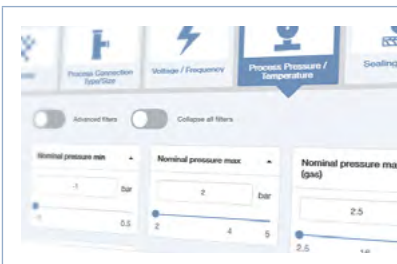 Process Connection
Type/Size
Voltage / Frequency
Process Pressure /
Temperature
Sealing
Advanced filters
Collapse all filters
Nominal pressure min
Nominal pressure max
Nominal pressure ma
(gas)
-1
bar
2
bar
2.5
-1
0.5
2
4
5
2.5